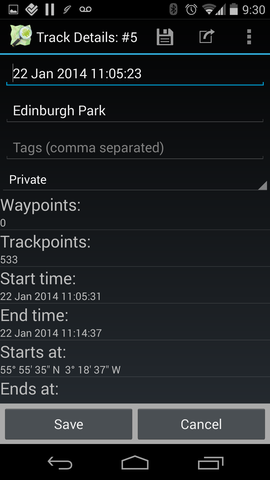 9:30
Track Details: #5
22 Jan 2014 11:05:23
Edinburgh Park
Tags (comma separated)
Private
Waypoints:
0
Trackpoints:
533
Start time:
22 Jan 2014 11:05:31
End time:
22 Jan 2014 11:14:37
Starts at:
55° 55' 35" N  3° 18' 37" W
Ends at:
Save
Cancel